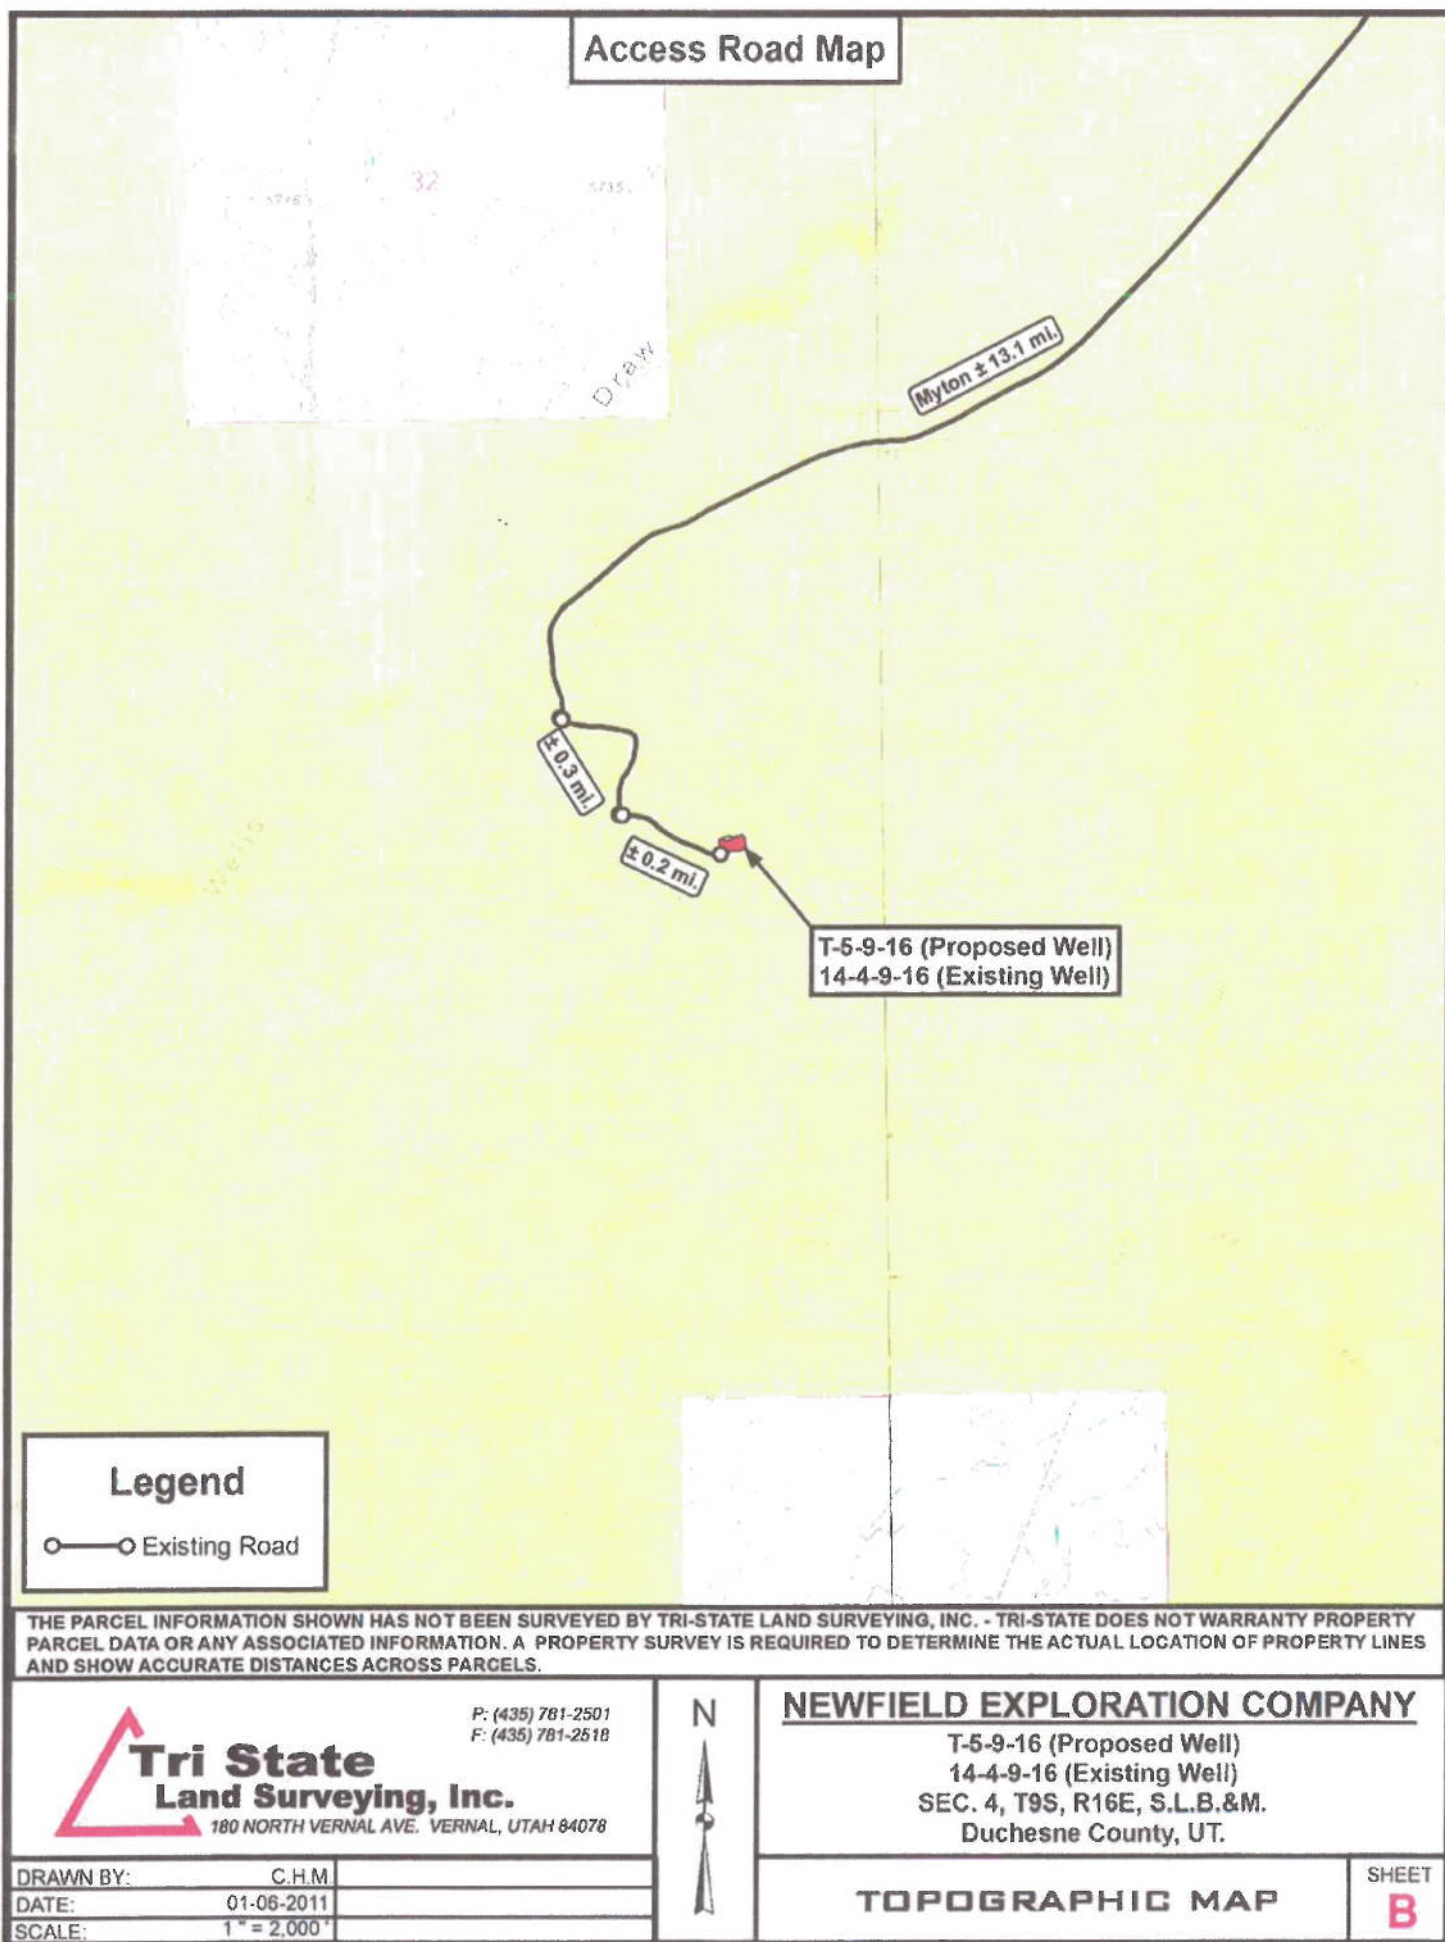 Access Road Map
32
5735
Draw
Myton ± 13.1 mi.
± 0.3 mi.
± 0.2 mi.
Wells
T-5-9-16 (Proposed Well)
14-4-9-16 (Existing Well)
Legend
Existing Road
THE PARCEL INFORMATION SHOWN HAS NOT BEEN SURVEYED BY TRI-STATE LAND SURVEYING, INC. - TRI-STATE DOES NOT WARRANTY PROPERTY
PARCEL DATA OR ANY ASSOCIATED INFORMATION. A PROPERTY SURVEY IS REQUIRED TO DETERMINE THE ACTUAL LOCATION OF PROPERTY LINES
AND SHOW ACCURATE DISTANCES ACROSS PARCELS.
P: (435) 781-2501
F: (435) 781-2518
Tri State
Land Surveying, Inc.
180 NORTH VERNAL AVE. VERNAL, UTAH 84078
N
NEWFIELD EXPLORATION COMPANY
T-5-9-16 (Proposed Well)
14-4-9-16 (Existing Well)
SEC. 4, T9S, R16E, S.L.B.&M.
Duchesne County, UT.
DRAWN BY: C.H.M.
DATE: 01-06-2011
SCALE: 1 " = 2,000 '
TOPOGRAPHIC MAP
SHEET
B